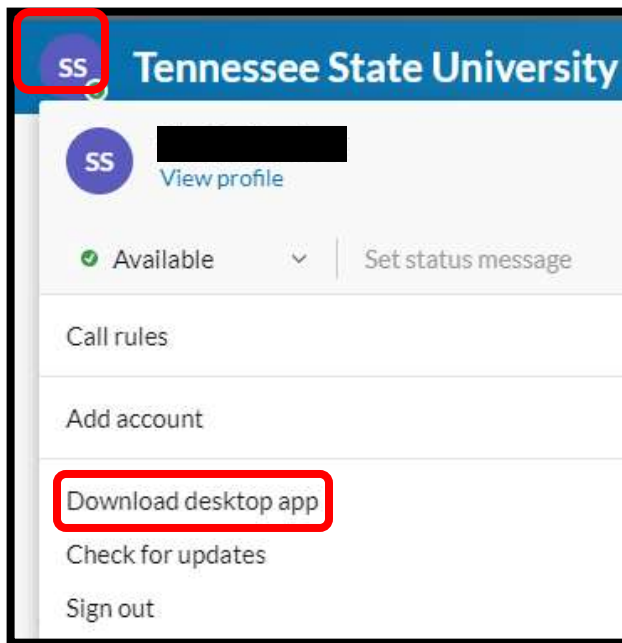 SS Tennessee State University
SS
View profile
Available Set status message
Call rules
Add account
Download desktop app
Check for updates
Sign out